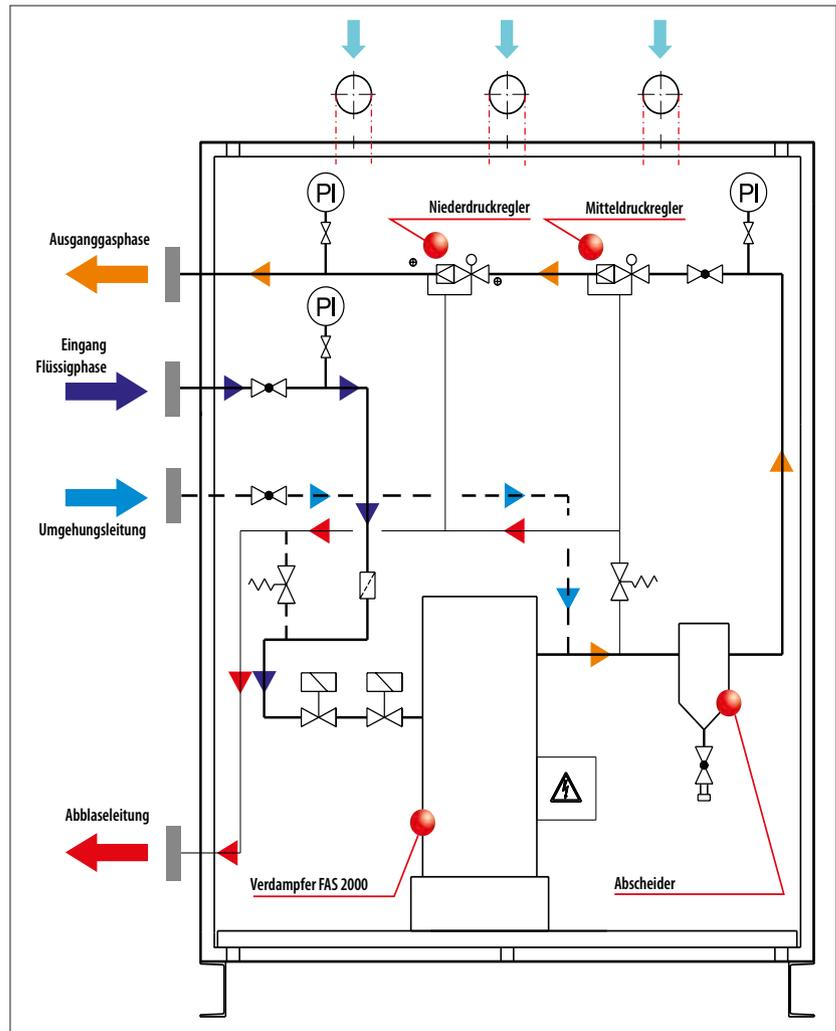 PI
PI
Niederdruckregler
Mitteldruckregler
Ausganggasphase
PI
Eingang
Flüssigphase
Umgehungsleitung
Abblaseleitung
Verdampfer FAS 2000
Abscheider